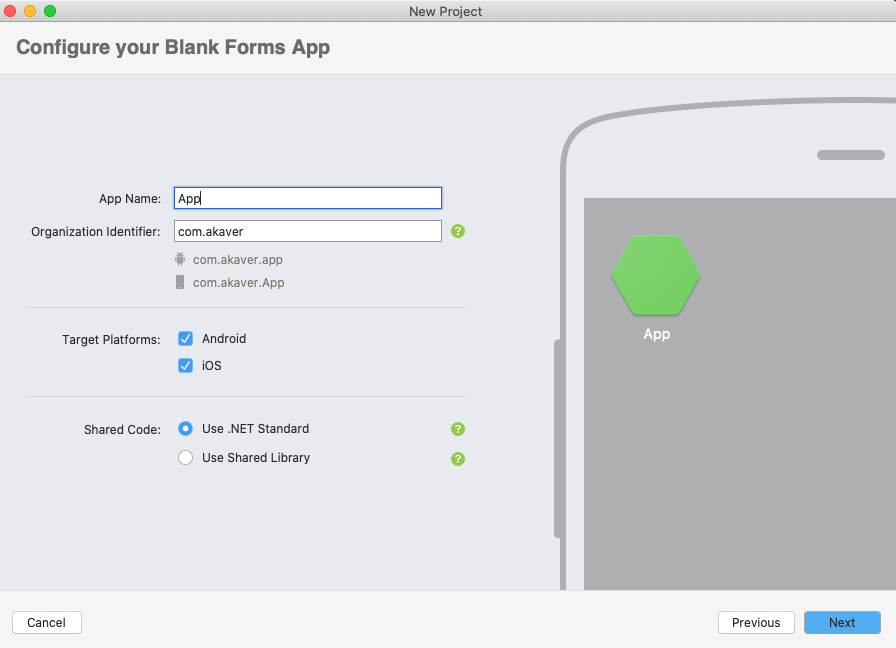 New Project
Configure your Blank Forms App
App Name: App
Organization Identifier: com.akaver ?
com.akaver.app
com.akaver.App
Target Platforms: Android
iOS
Shared Code: Use .NET Standard ?
Use Shared Library ?
App
Cancel Previous Next